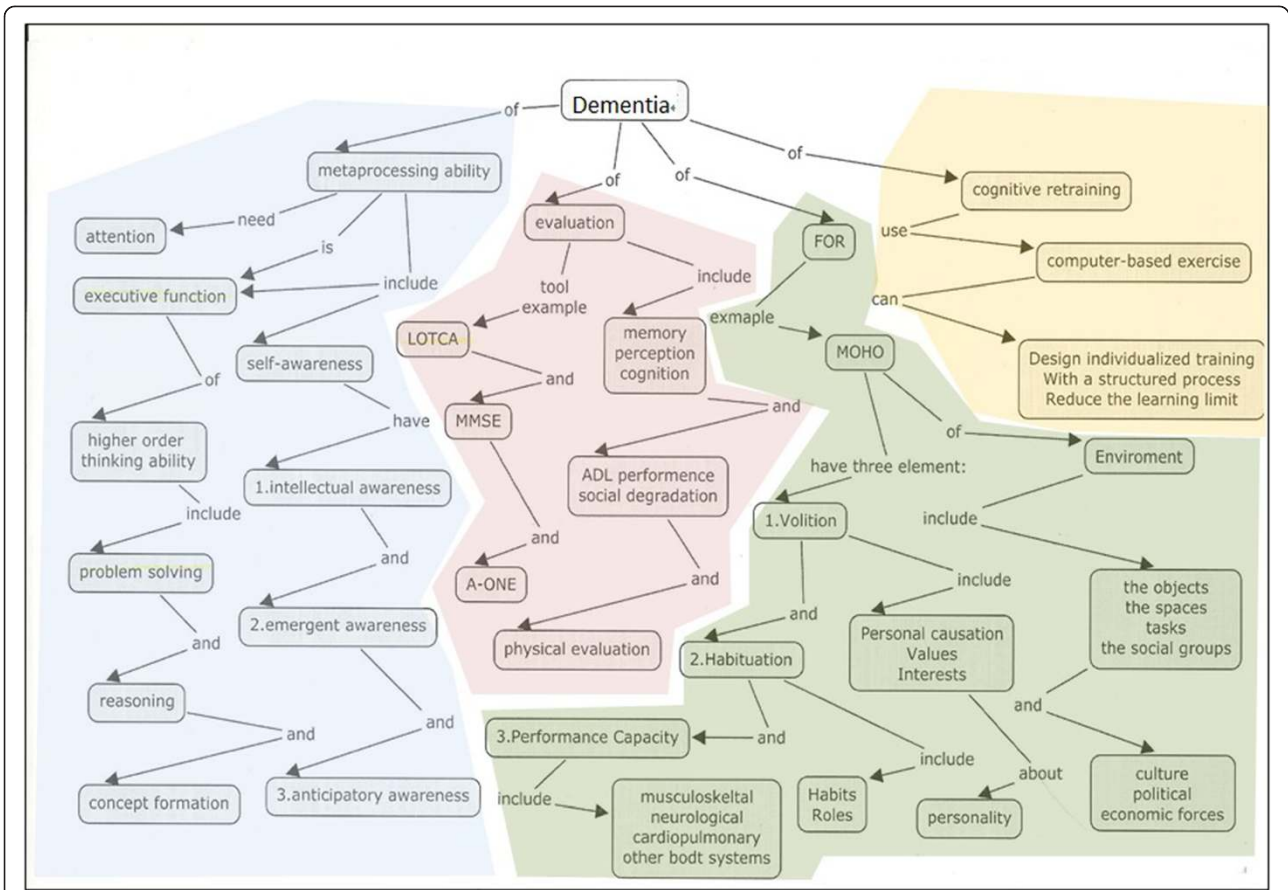 Dementia
of
metaprocessing ability
need
attention
is
executive function
include
of
higher order
thinking ability
include
problem solving
and
reasoning
and
concept formation
self-awareness
have
1.intellectual awareness
and
2.emergent awareness
and
3.anticipatory awareness
of
evaluation
tool
example
LOTCA
and
MMSE
and
A-ONE
include
memory
perception
cognition
and
ADL performence
social degradation
and
physical evaluation
of
FOR
exmaple
MOHO
have three element:
1.Volition
include
Personal causation
Values
Interests
about
personality
and
2.Habituation
include
Habits
Roles
and
3.Performance Capacity
include
musculoskeltal
neurological
cardiopulmonary
other bodt systems
of
Enviroment
include
the objects
the spaces
tasks
the social groups
and
culture
political
economic forces
of
cognitive retraining
use
computer-based exercise
can
Design individualized training
With a structured process
Reduce the learning limit